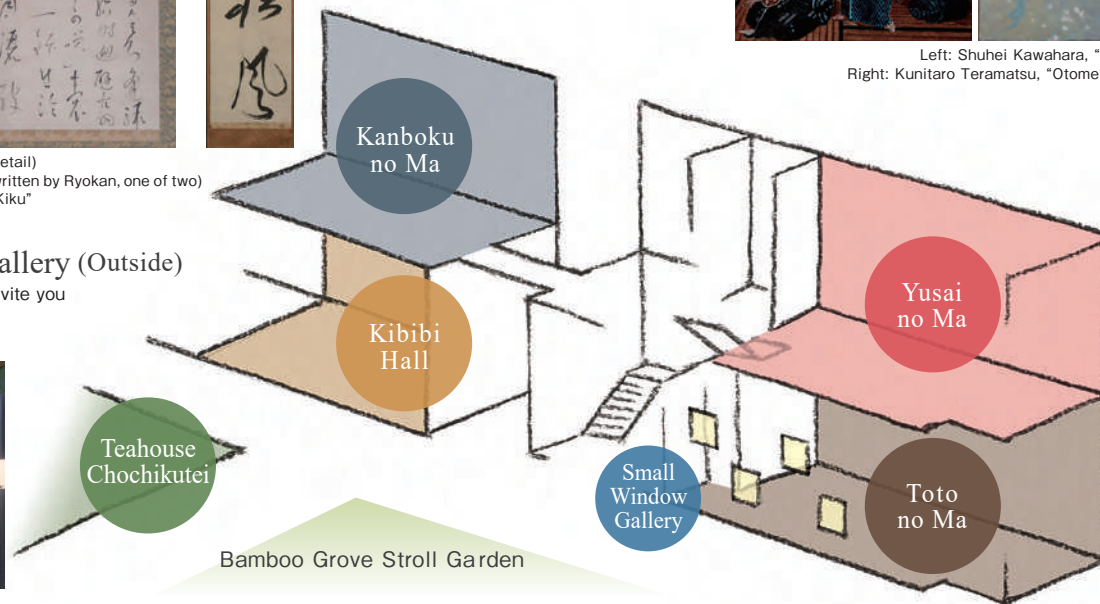 Left: Shuhei Kawahara, “
Right: Kunitaro Teramatsu, “Otome
etail)
written by Ryokan, one of two)
Kiku”
allery (Outside)
vite you
Kanboku
no Ma
Kibibi
Hall
Teahouse
Chochikutei
Yusai
no Ma
Small
Window
Gallery
Toto
no Ma
Bamboo Grove Stroll Garden